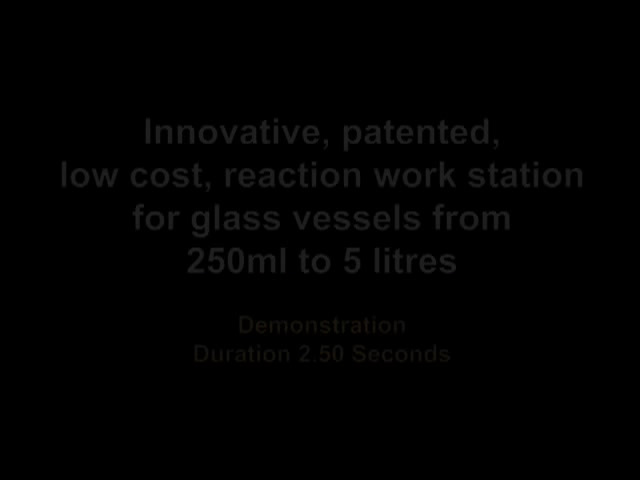 Innovative, patented,
low cost, reaction work station
for glass vessels from
250ml to 5 litres
Demonstration
Duration 2.50 Seconds